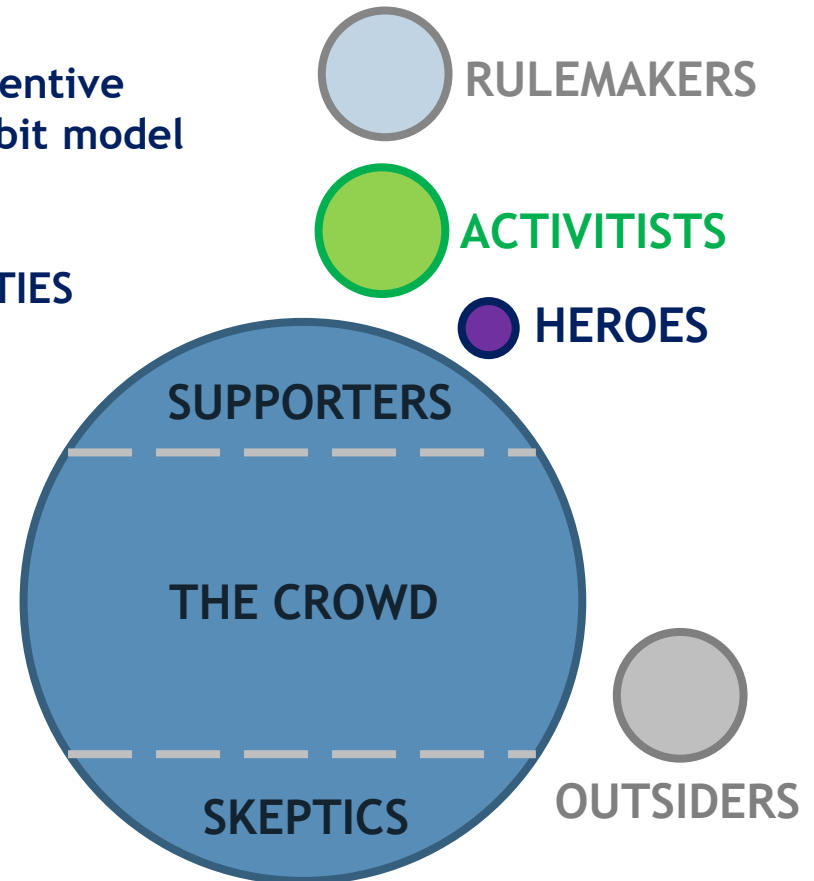 RULEMAKERS
entive
bit model
ACTIVITISTS
TIES
HEROES
SUPPORTERS
THE CROWD
OUTSIDERS
SKEPTICS